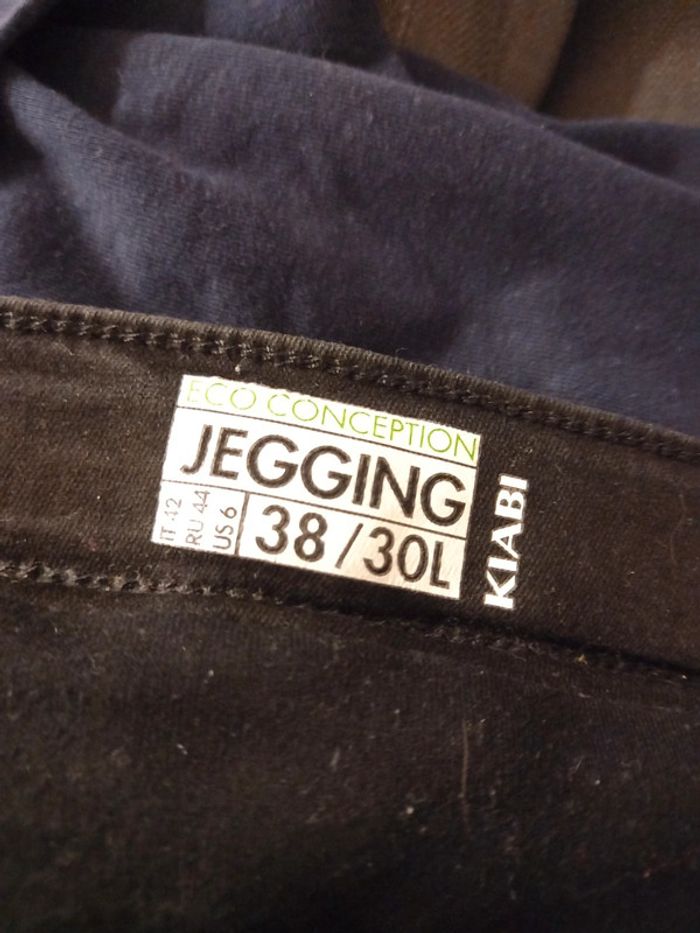 ECO CONCEPTION
JEGGING
IT 42
RU 44
US 6
38/30L
KIABI